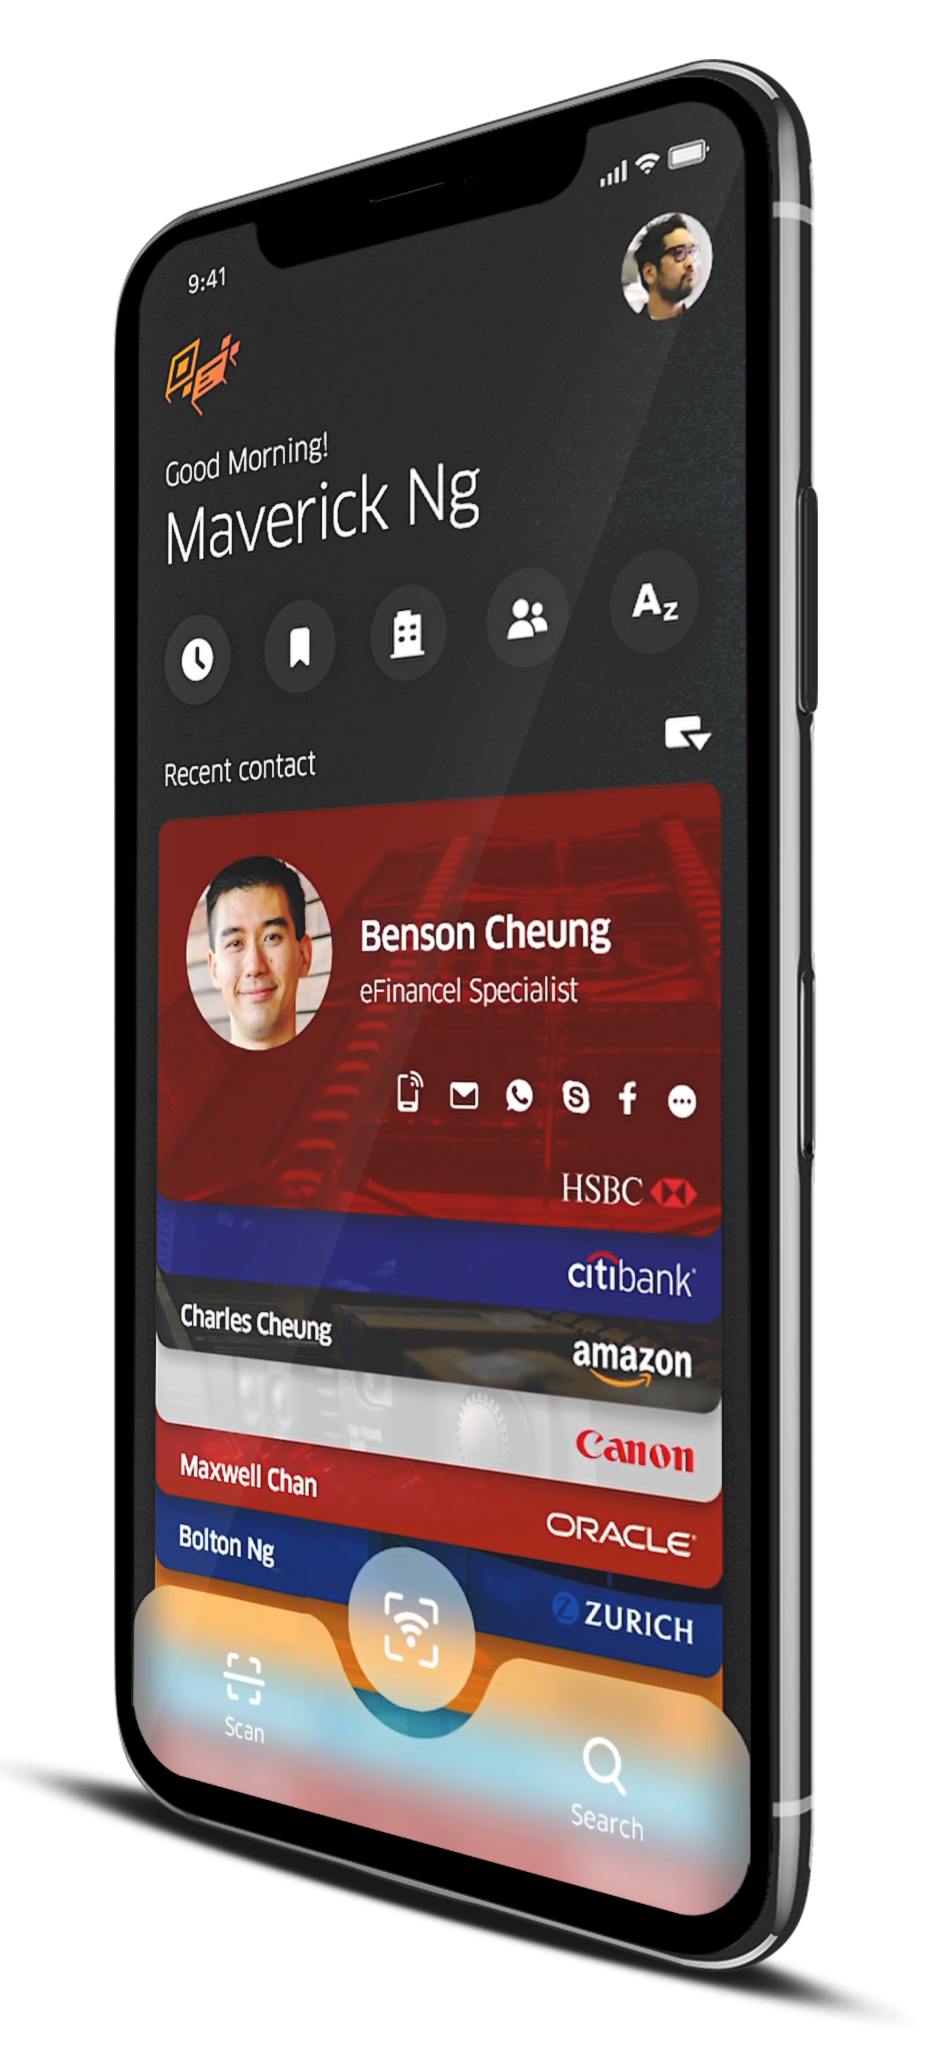 9:41
Good Morning!
Maverick Ng
Az
Recent contact
Benson Cheung
eFinancel Specialist
HSBC
citibank
Charles Cheung
amazon
Canon
Maxwell Chan
ORACLE
Bolton Ng
ZURICH
Scan
Search